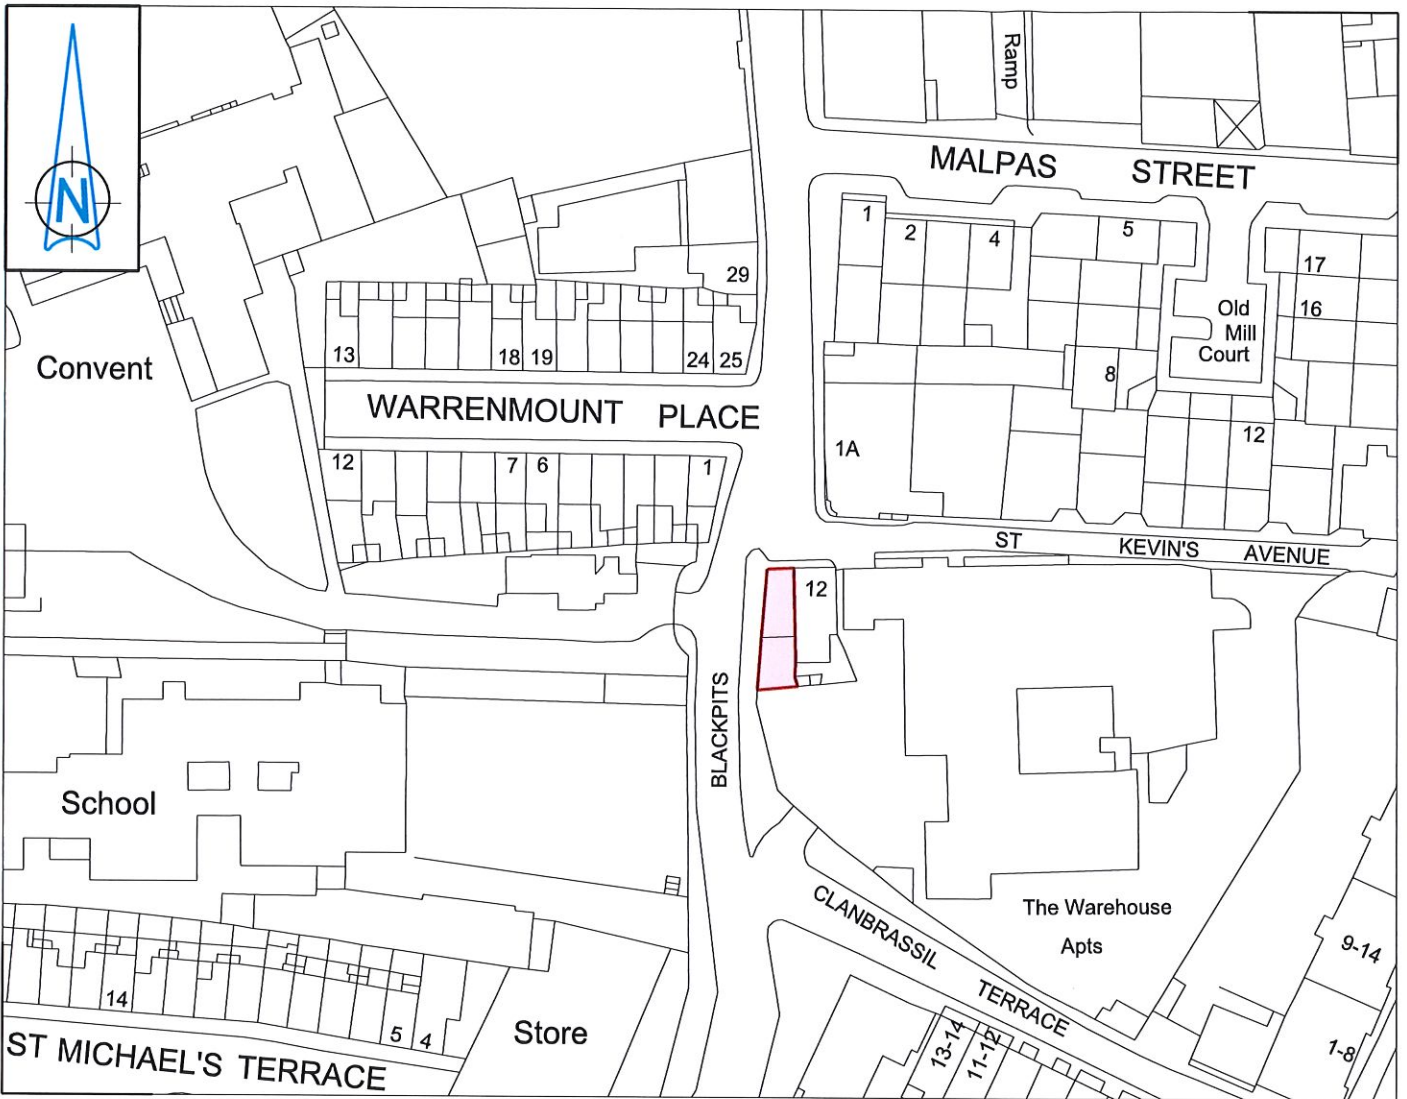 N
Ramp
MALPAS STREET
1
2
4
5
17
16
Old
Mill
Court
29
13
18
19
24
25
Convent
8
WARRENMOUNT PLACE
12
7
6
1
1A
12
ST KEVIN'S AVENUE
12
BLACKPITS
School
The Warehouse
Apts
CLANBRASSIL TERRACE
9-14
14
5
4
Store
13-14
11-12
1-8
ST MICHAEL'S TERRACE